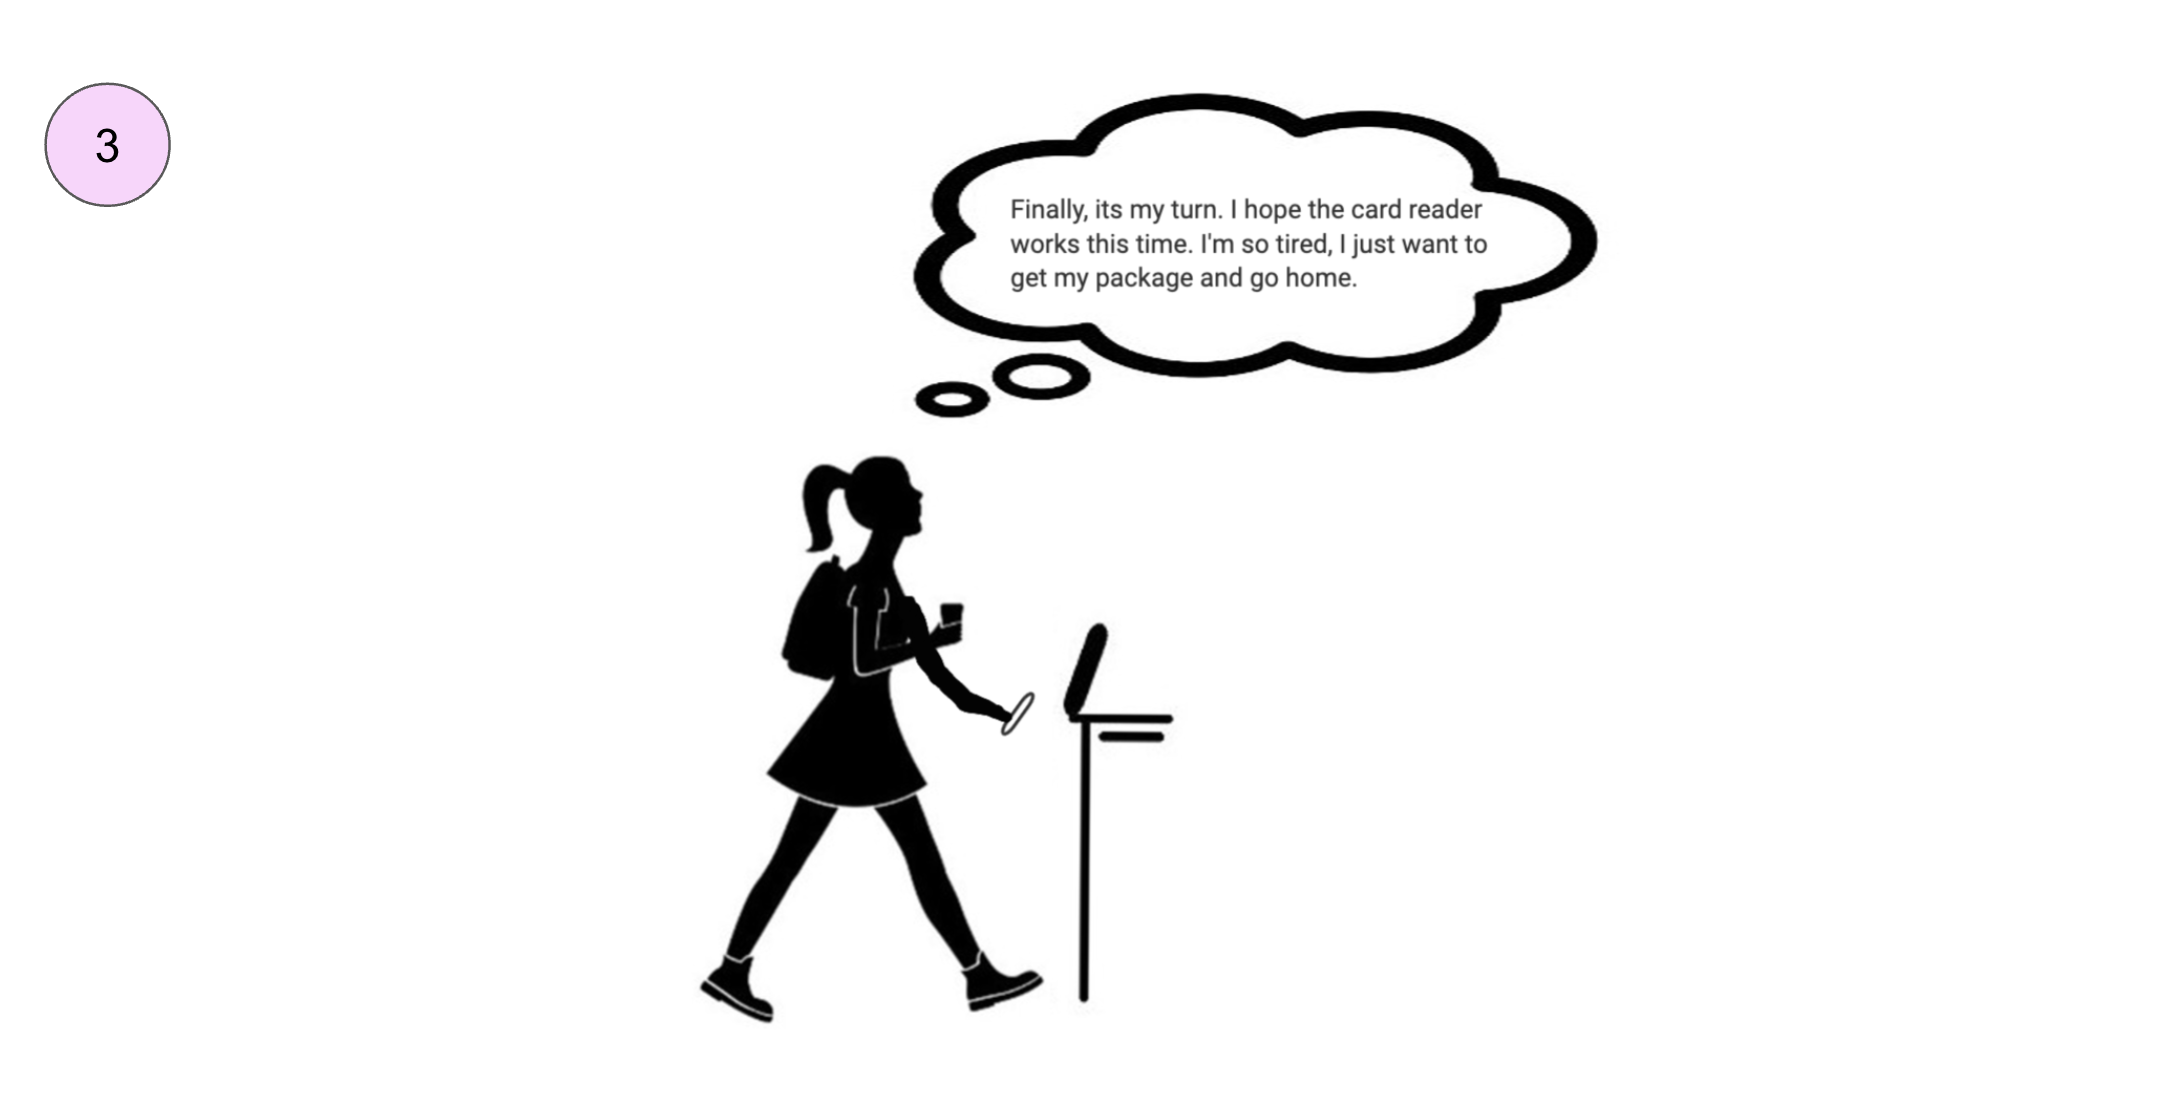 3
Finally, its my turn. I hope the card reader
works this time. I'm so tired, I just want to
get my package and go home.